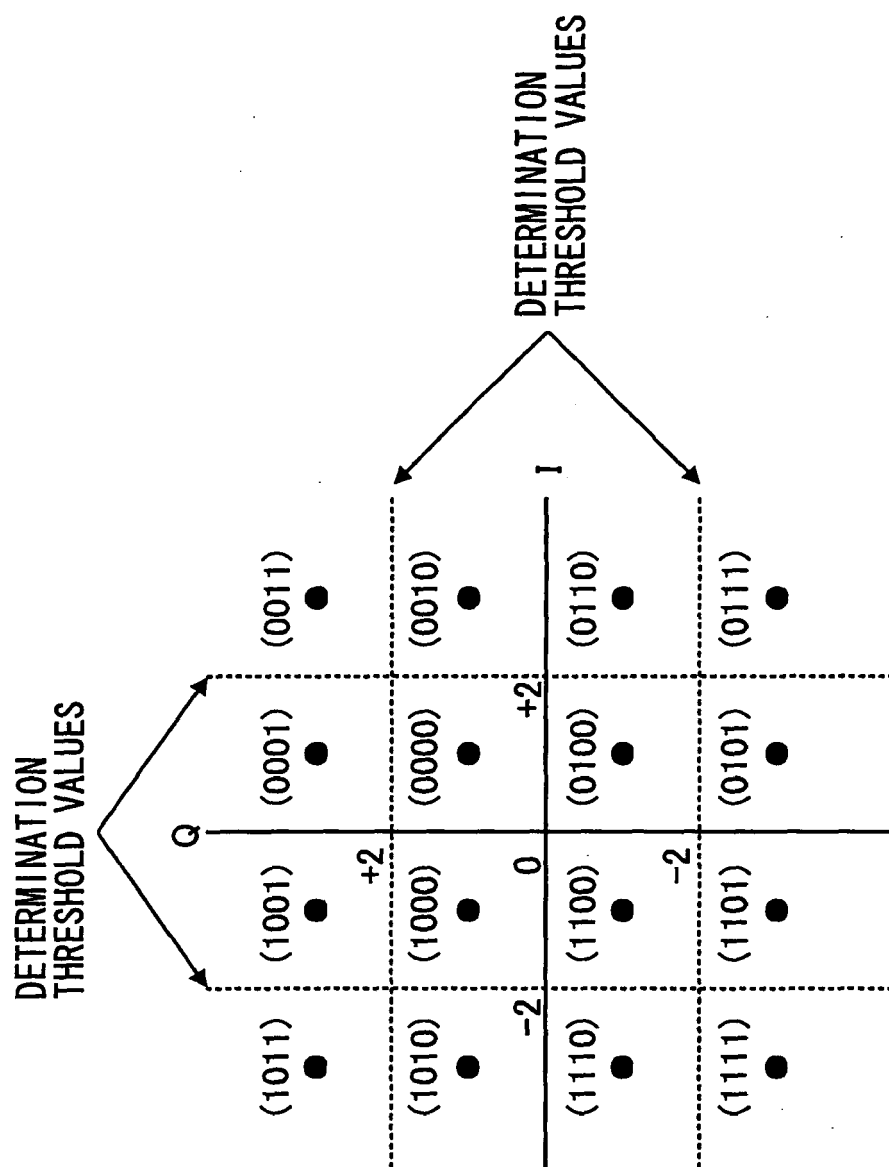 DETERMINATION
THRESHOLD VALUES
Q
(1011) (1001) (0001) (0011)
+2
(1010) (1000) (0000) (0010)
-2 0 +2 I
DETERMINATION
THRESHOLD VALUES
(1110) (1100) (0100) (0110)
-2
(1111) (1101) (0101) (0111)